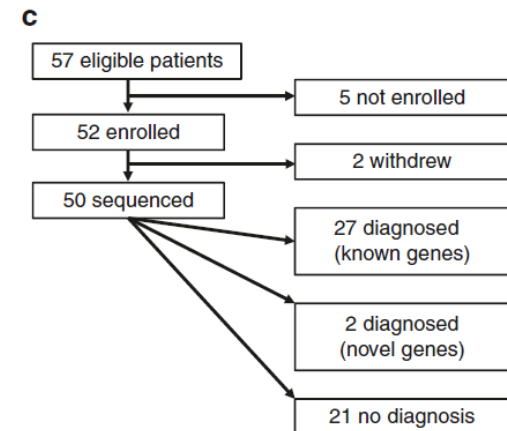 c
57 eligible patients
5 not enrolled
52 enrolled
2 withdrew
50 sequenced
27 diagnosed
(known genes)
2 diagnosed
(novel genes)
21 no diagnosis